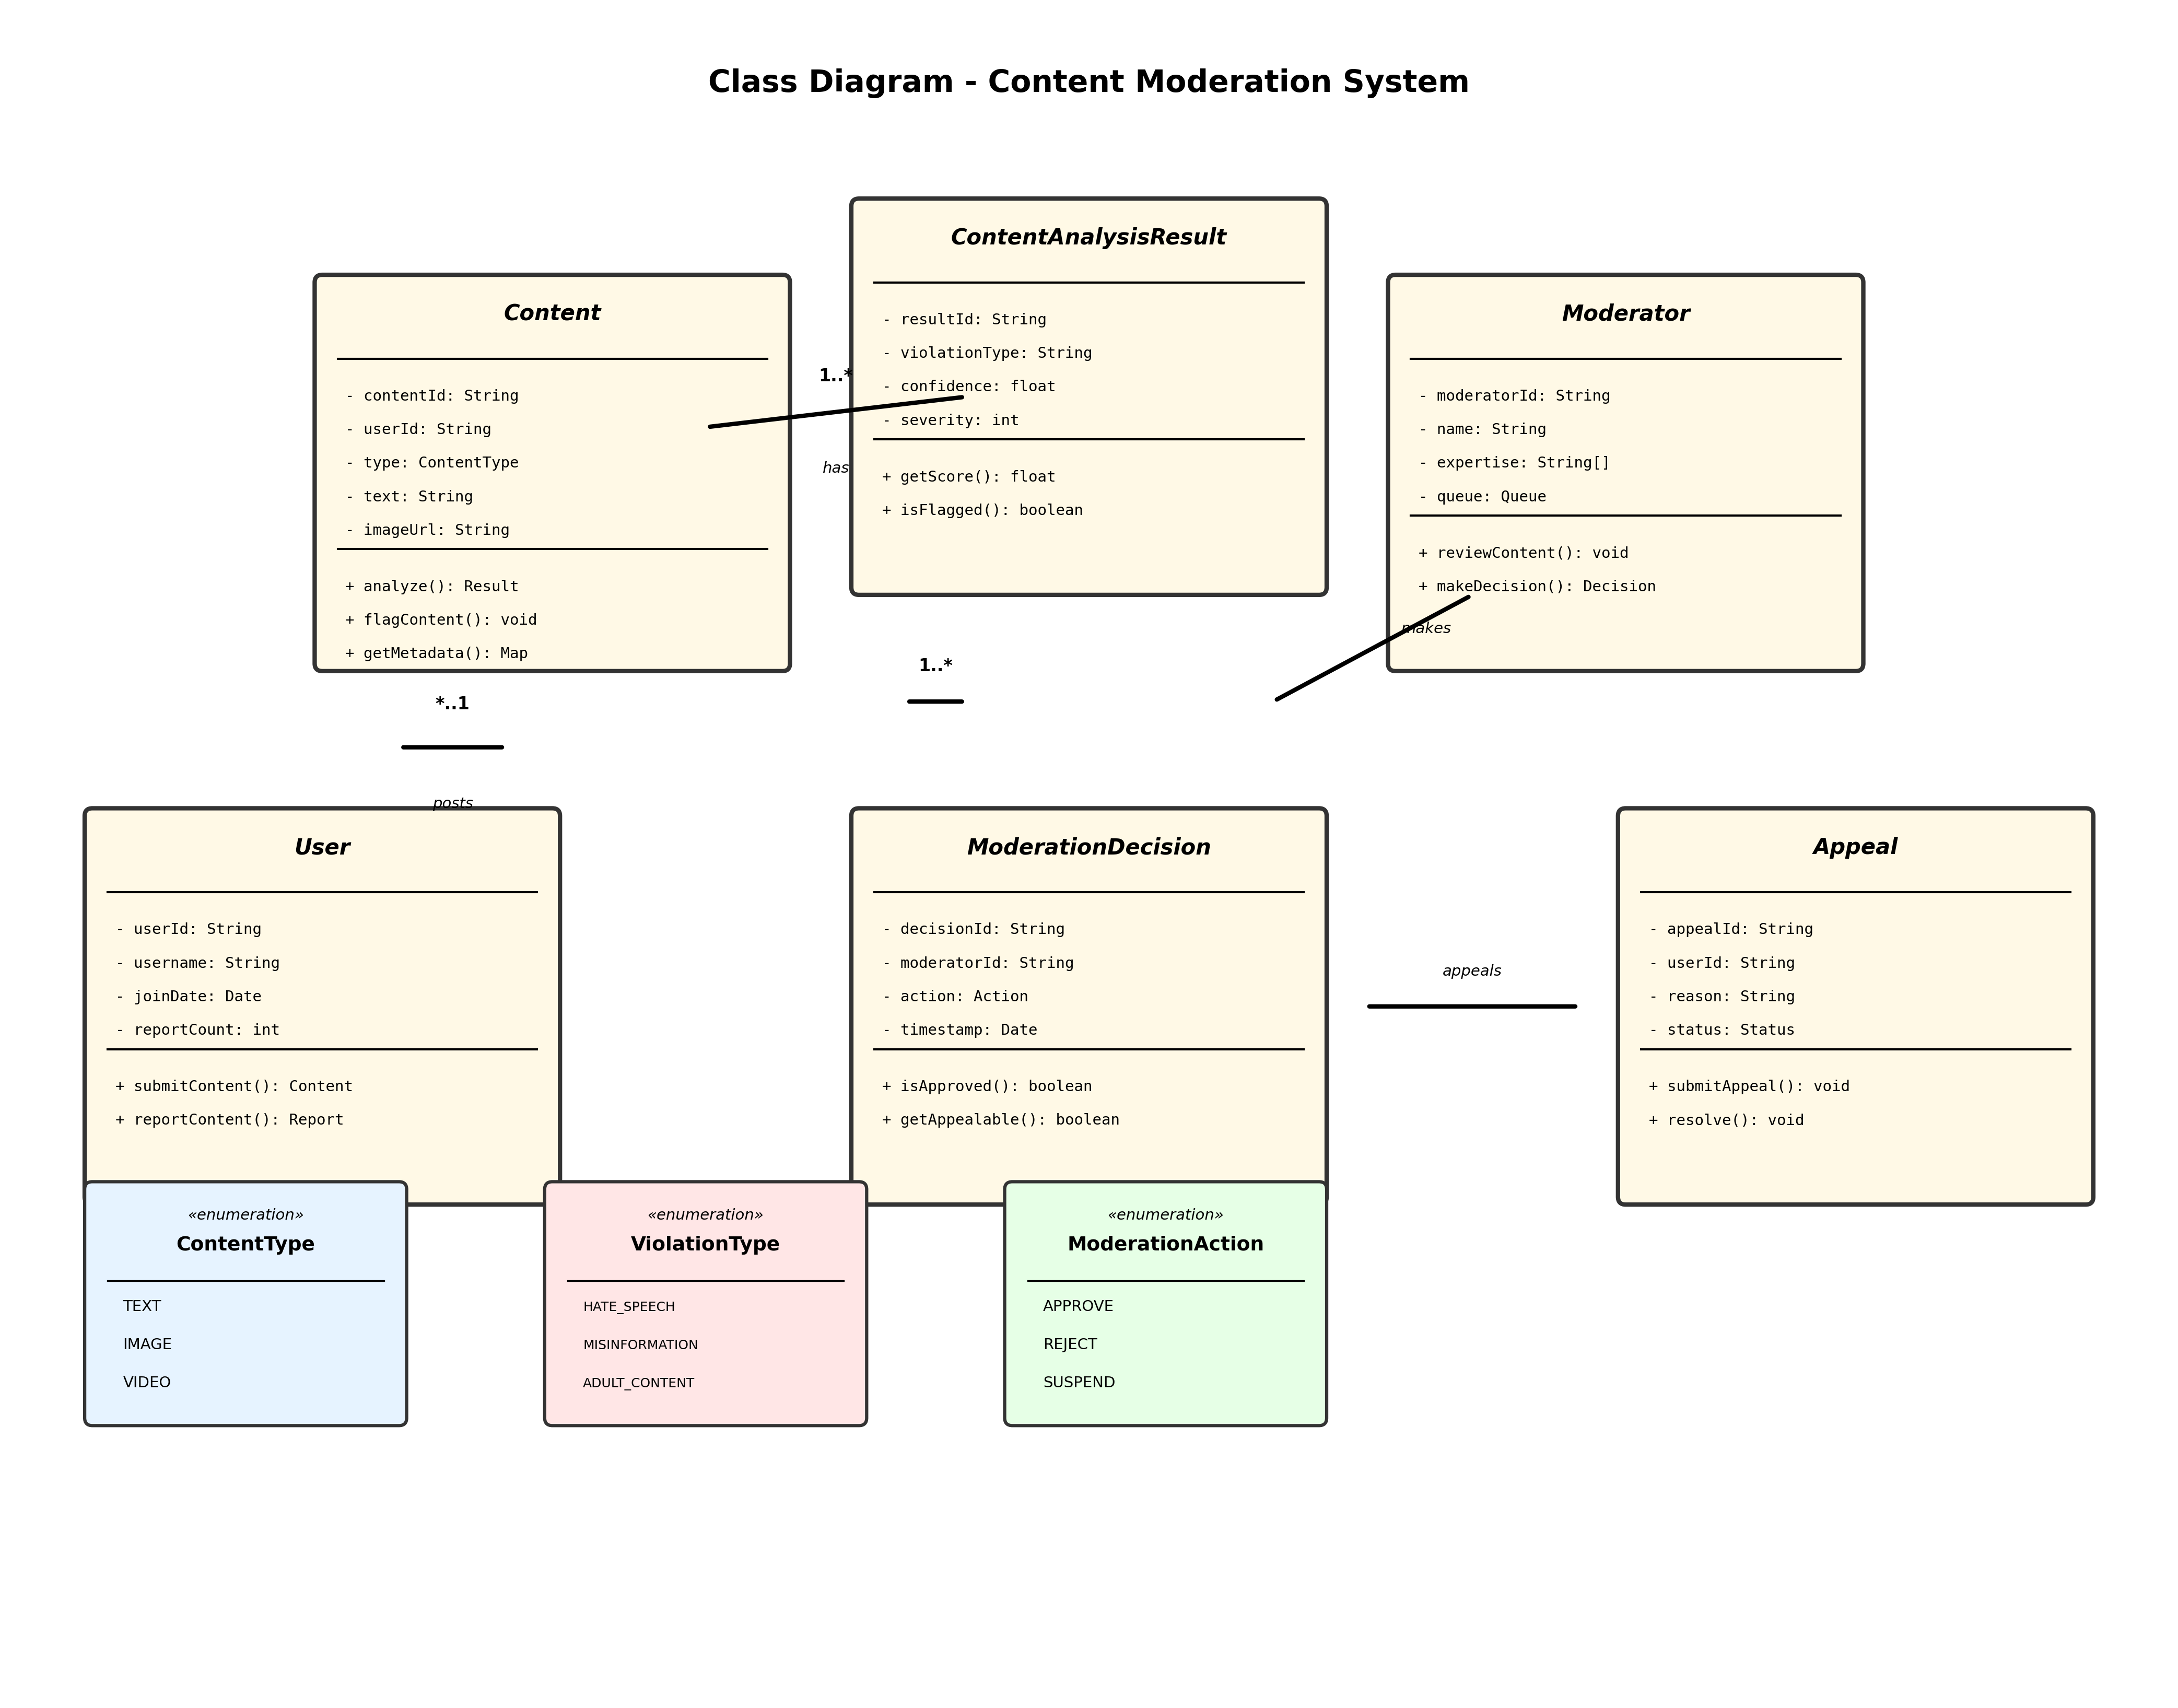 Class Diagram - Content Moderation System
ContentAnalysisResult
- resultId: String
- violationType: String
- confidence: float
- severity: int
+ getScore(): float
+ isFlagged(): boolean
Content
- contentId: String
- userId: String
- type: ContentType
- text: String
- imageUrl: String
+ analyze(): Result
+ flagContent(): void
+ getMetadata(): Map
1..*
has
Moderator
- moderatorId: String
- name: String
- expertise: String[]
- queue: Queue
+ reviewContent(): void
+ makeDecision(): Decision
makes
1..*
*..1
posts
User
- userId: String
- username: String
- joinDate: Date
- reportCount: int
+ submitContent(): Content
+ reportContent(): Report
ModerationDecision
- decisionId: String
- moderatorId: String
- action: Action
- timestamp: Date
+ isApproved(): boolean
+ getAppealable(): boolean
appeals
Appeal
- appealId: String
- userId: String
- reason: String
- status: Status
+ submitAppeal(): void
+ resolve(): void
«enumeration»
ContentType
TEXT
IMAGE
VIDEO
«enumeration»
ViolationType
HATE_SPEECH
MISINFORMATION
ADULT_CONTENT
«enumeration»
ModerationAction
APPROVE
REJECT
SUSPEND